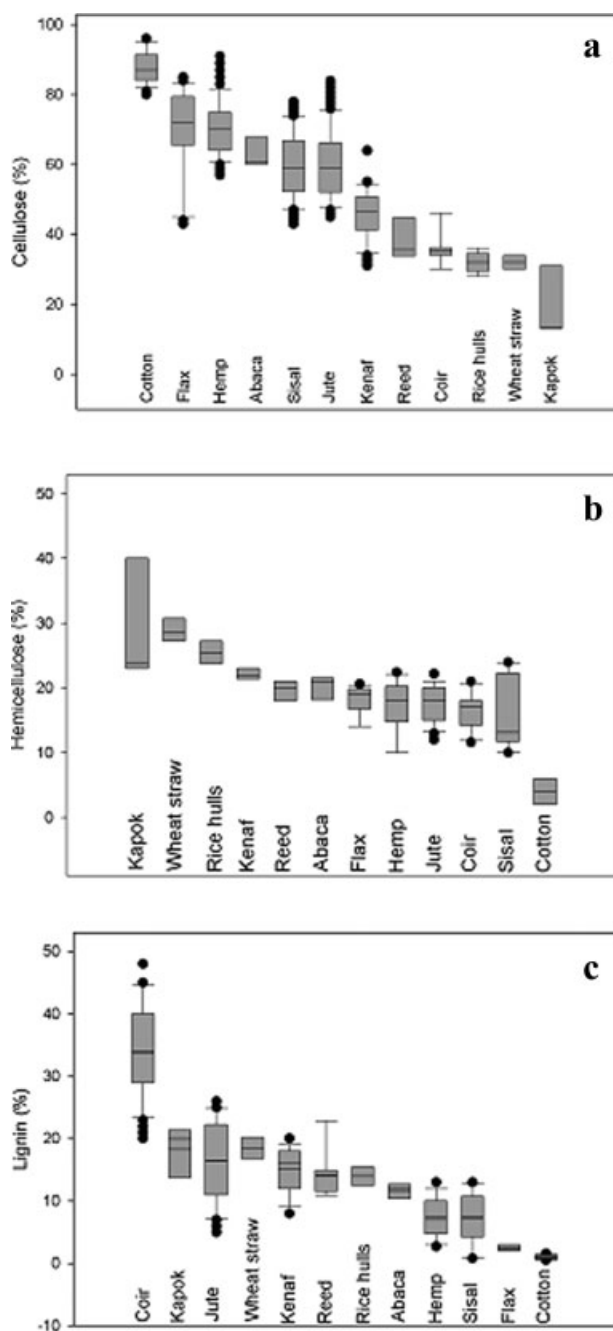 a
100
80
60
40
20
0
Cellulose (%)
Cotton
Flax
Hemp
Abaca
Sisal
Jute
Kenaf
Reed
Coir
Rice hulls
Wheat straw
Kapok
b
50
40
30
20
10
0
Hemicellulose (%)
Kapok
Wheat straw
Rice hulls
Kenaf
Reed
Abaca
Flax
Hemp
Jute
Coir
Sisal
Cotton
c
50
40
30
20
10
0
-10
Lignin (%)
Coir
Kapok
Jute
Wheat straw
Kenaf
Reed
Rice hulls
Abaca
Hemp
Sisal
Flax
Cotton